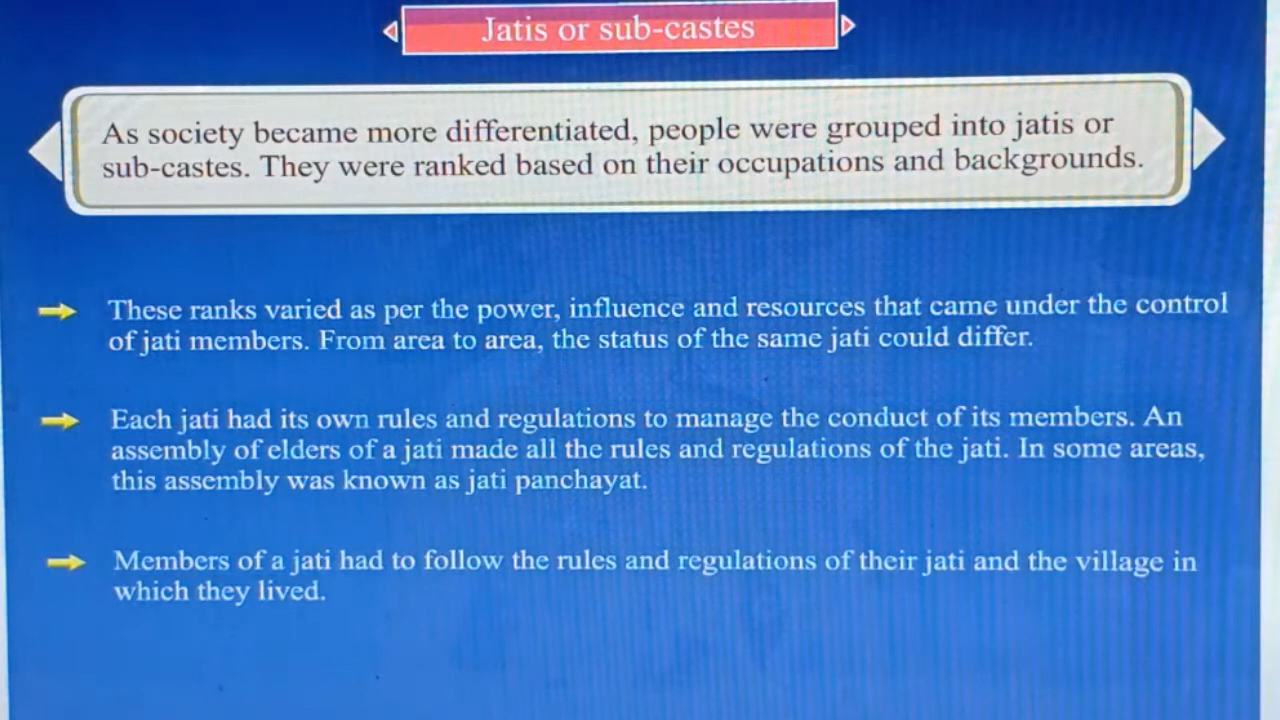 Jatis or sub-castes
As society became more differentiated, people were grouped into jatis or
sub-castes. They were ranked based on their occupations and backgrounds.
These ranks varied as per the power, influence and resources that came under the control
of jati members. From area to area, the status of the same jati could differ.
Each jati had its own rules and regulations to manage the conduct of its members. An
assembly of elders of a jati made all the rules and regulations of the jati. In some areas,
this assembly was known as jati panchayat.
Members of a jati had to follow the rules and regulations of their jati and the village in
which they lived.